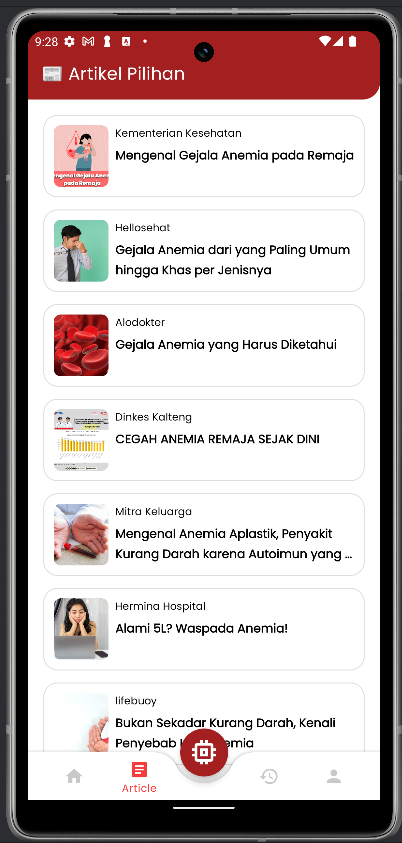 9:28
Artikel Pilihan
Kementerian Kesehatan
Mengenal Gejala Anemia pada Remaja
pada Remaja
Hellosehat
Gejala Anemia dari yang Paling Umum
hingga Khas per Jenisnya
Alodokter
Gejala Anemia yang Harus Diketahui
Dinkes Kalteng
CEGAH ANEMIA REMAJA SEJAK DINI
Mitra Keluarga
Mengenal Anemia Aplastik, Penyakit
Kurang Darah karena Autoimun yang ...
Hermina Hospital
Alami 5L? Waspada Anemia!
lifebuoy
Bukan Sekadar Kurang Darah, Kenali
Penyebab
Article